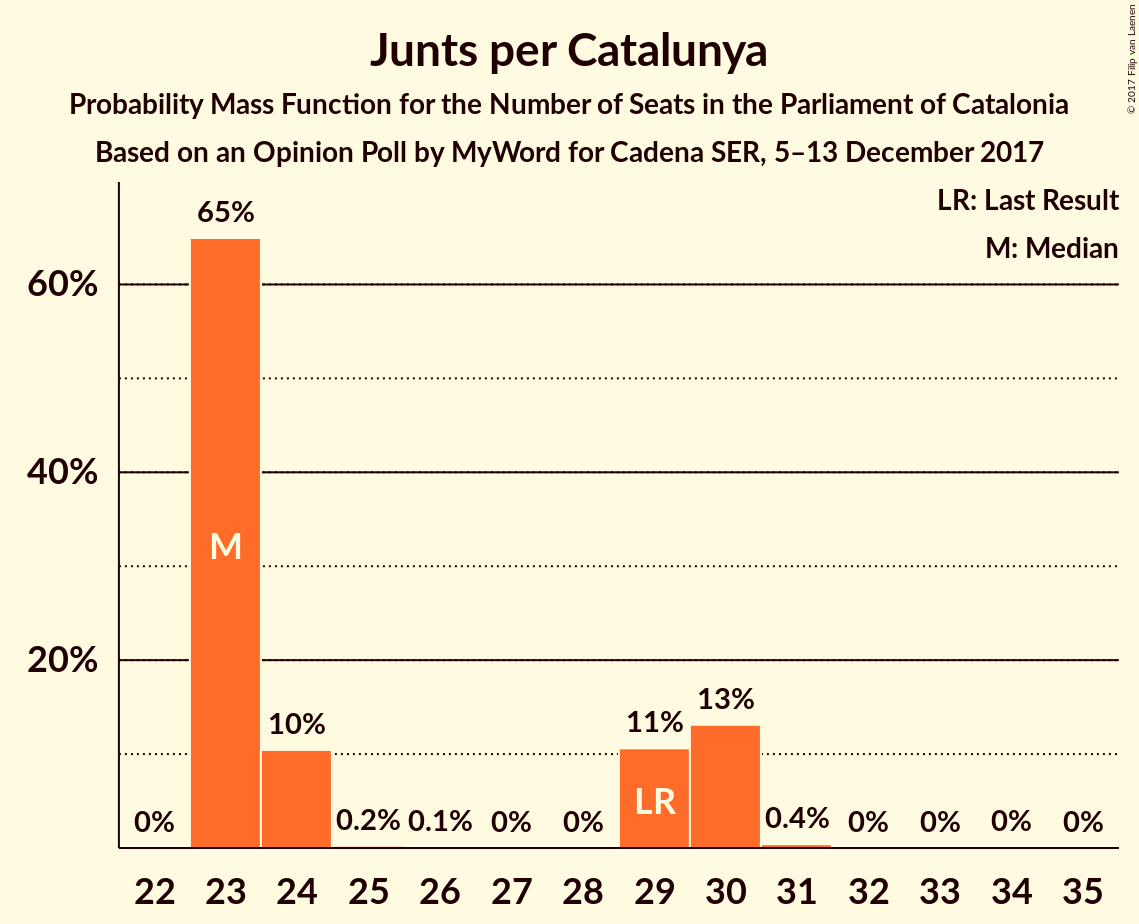 Junts per Catalunya
Probability Mass Function for the Number of Seats in the Parliament of Catalonia
Based on an Opinion Poll by MyWord for Cadena SER, 5–13 December 2017
© 2017 Filip van Laenen
LR: Last Result
M: Median
60%
40%
20%
65%
10%
0%
0.2%
0.1%
0%
0%
11%
13%
0.4%
0%
0%
0%
0%
M
LR
22 23 24 25 26 27 28 29 30 31 32 33 34 35